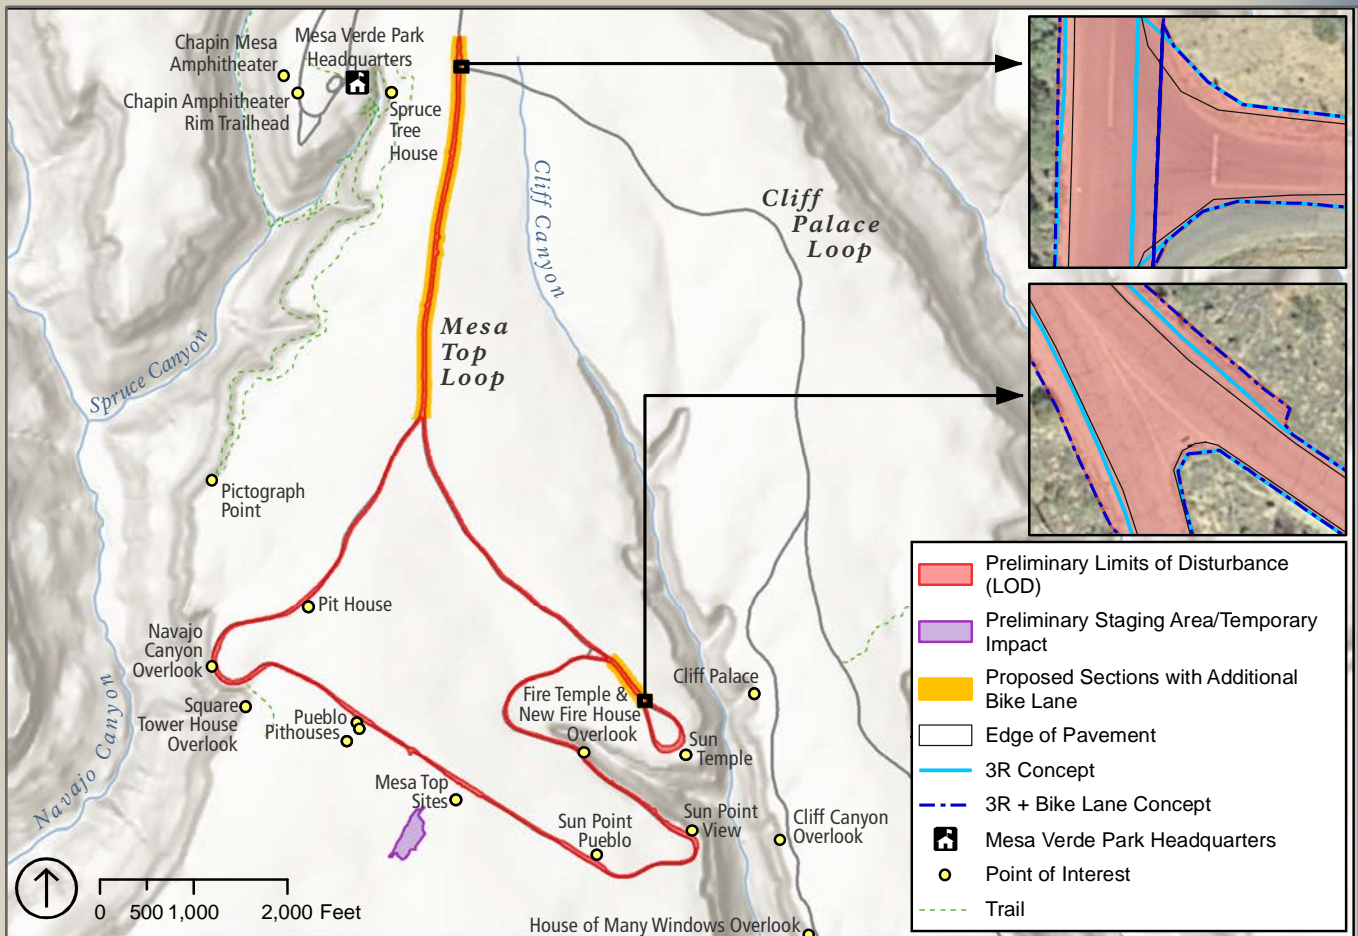 Chapin Mesa
Amphitheater
Mesa Verde Park
Headquarters
Chapin Amphitheater
Rim Trailhead
Spruce
Tree
House
Cliff Canyon
Cliff
Palace
Loop
Mesa
Top
Loop
Spruce Canyon
Pictograph
Point
Pit House
Navajo
Canyon
Overlook
Square
Tower House
Overlook
Navajo Canyon
Pueblo
Pithouses
Mesa Top
Sites
Fire Temple &
New Fire House
Overlook
Cliff Palace
Sun
Temple
Sun Point
View
Sun Point
Pueblo
Cliff Canyon
Overlook
House of Many Windows Overlook
0 500 1,000 2,000 Feet
Preliminary Limits of Disturbance
(LOD)
Preliminary Staging Area/Temporary
Impact
Proposed Sections with Additional
Bike Lane
Edge of Pavement
3R Concept
3R + Bike Lane Concept
Mesa Verde Park Headquarters
Point of Interest
Trail